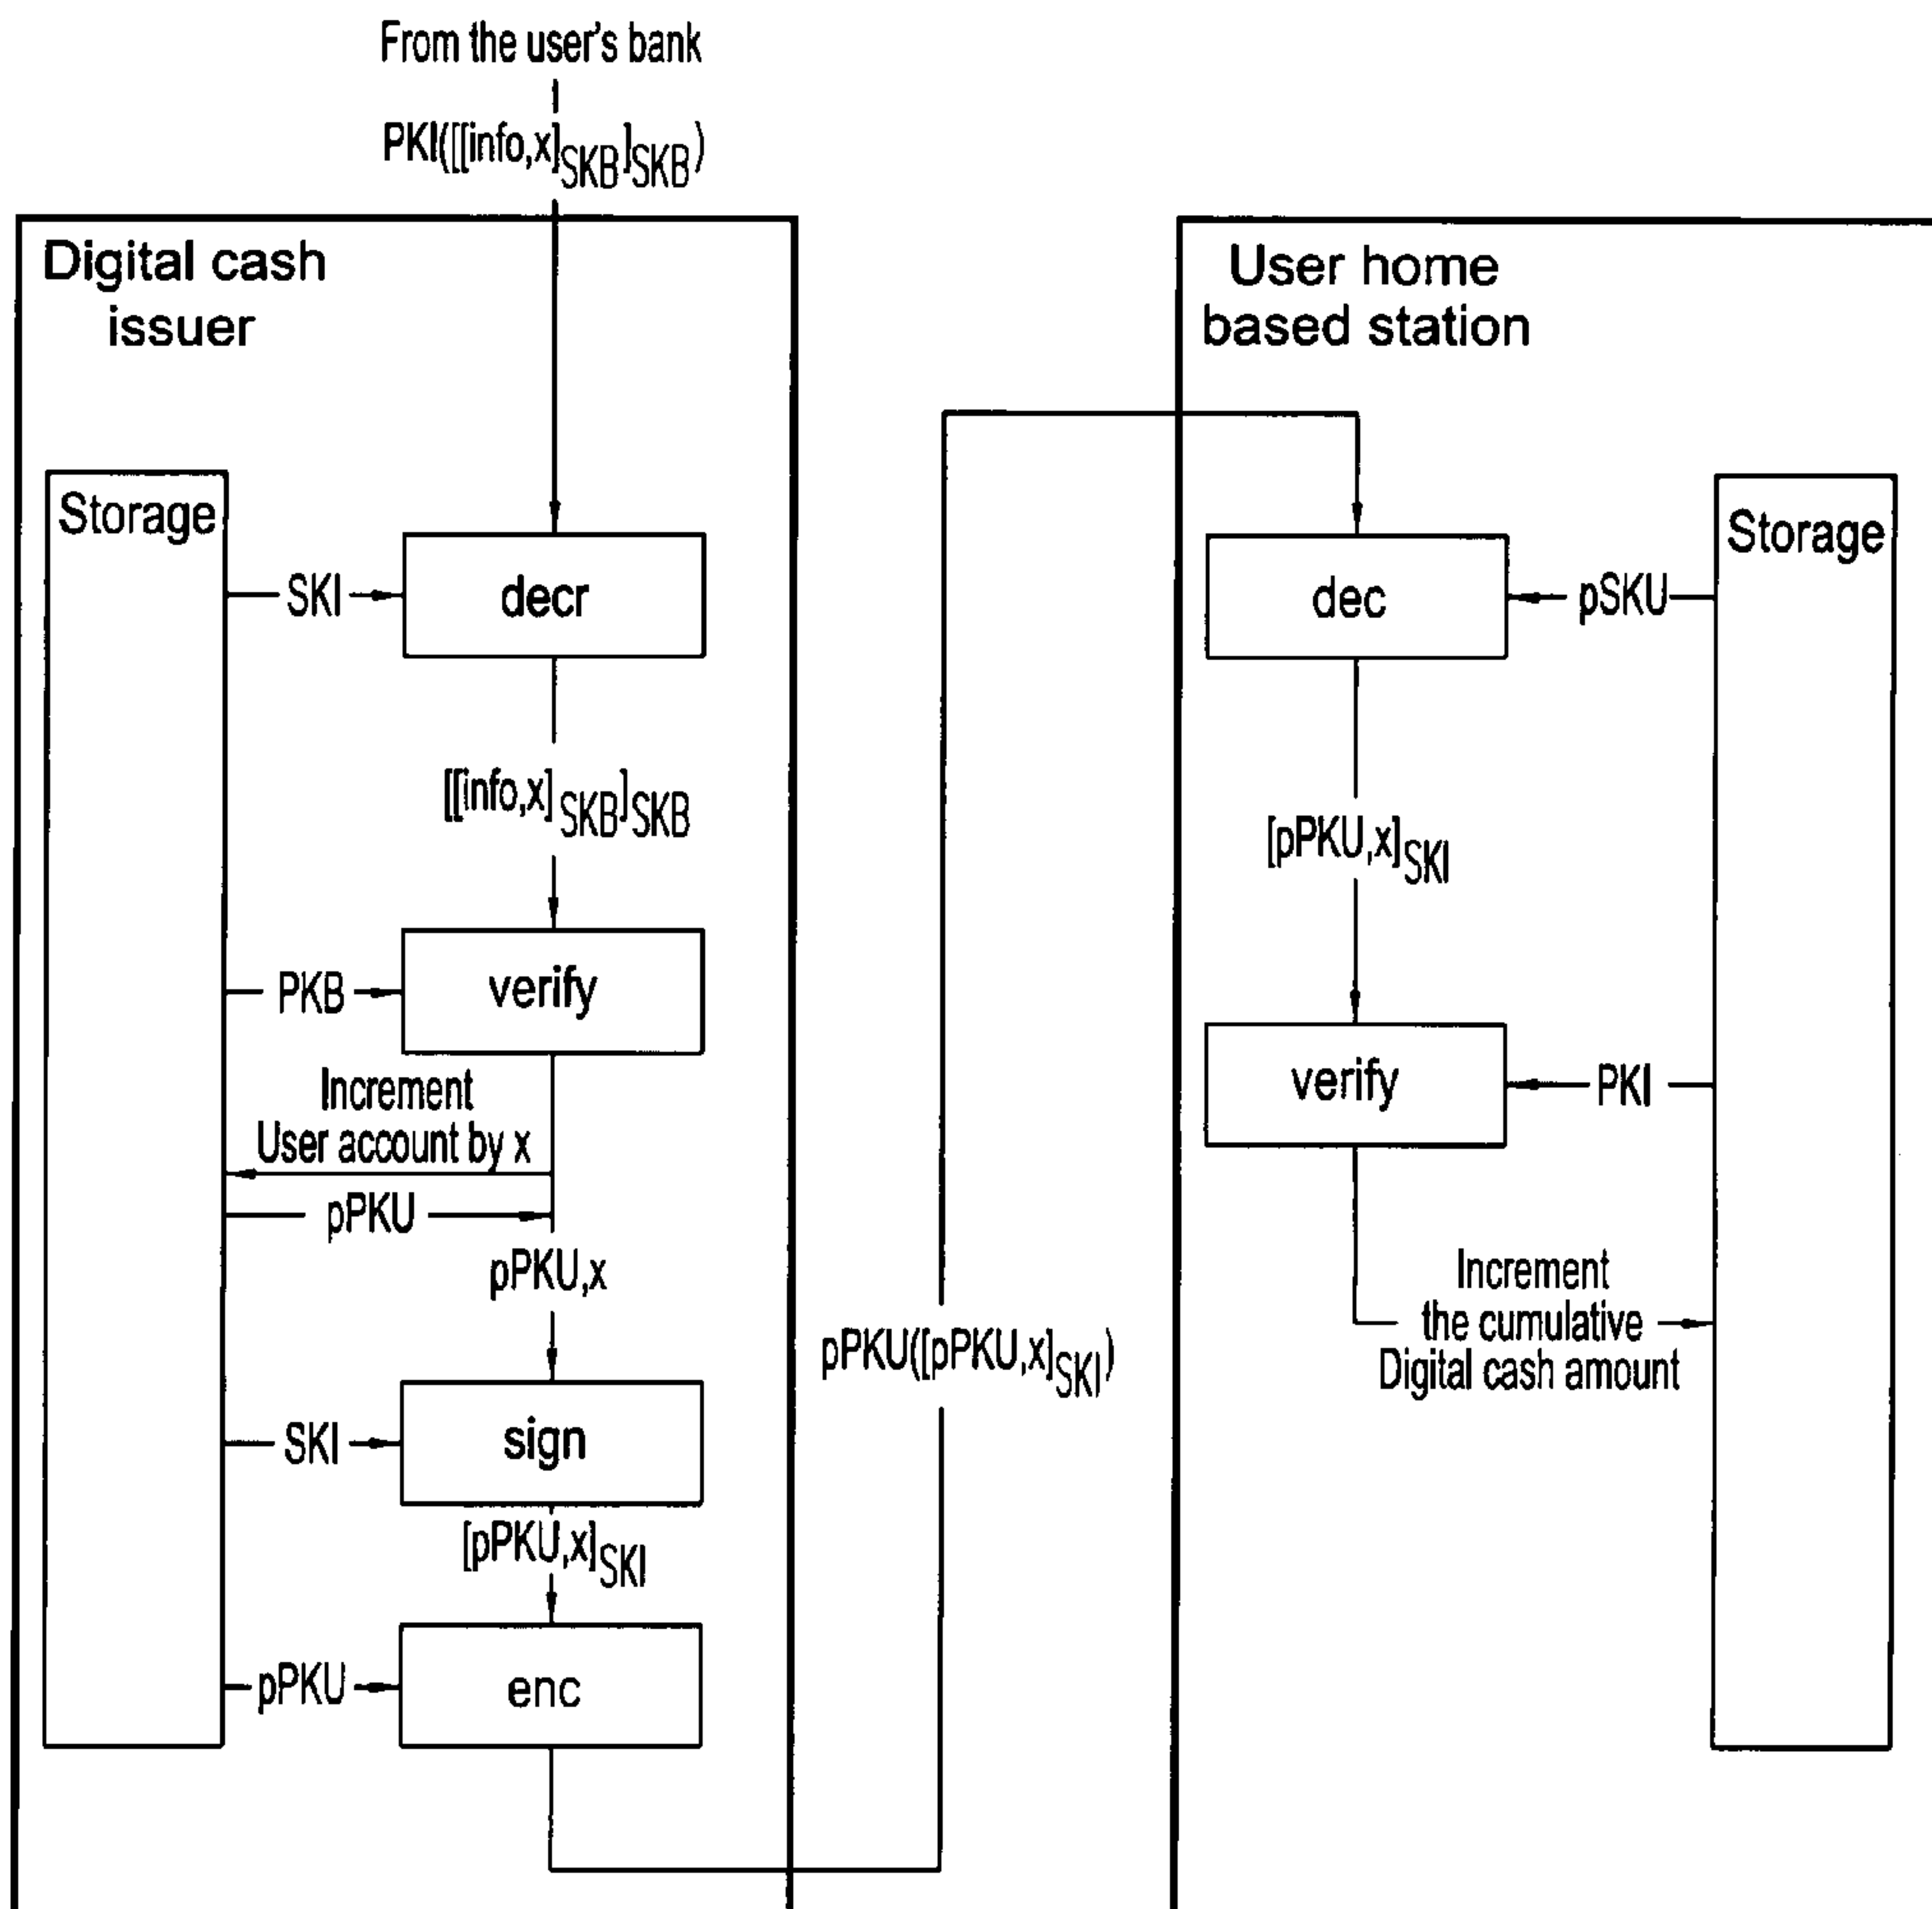 From the user's bank
PKI([[info,x]SKB]SKB)
Digital cash
issuer
Storage
SKI
decr
[[info,x]SKB]SKB
PKB
verify
Increment
User account by x
pPKU
pPKU,x
SKI
sign
[pPKU,x]SKI
pPKU
enc
pPKU([pPKU,x]SKI)
User home
based station
Storage
dec
pSKU
[pPKU,x]SKI
verify
PKI
Increment
the cumulative
Digital cash amount